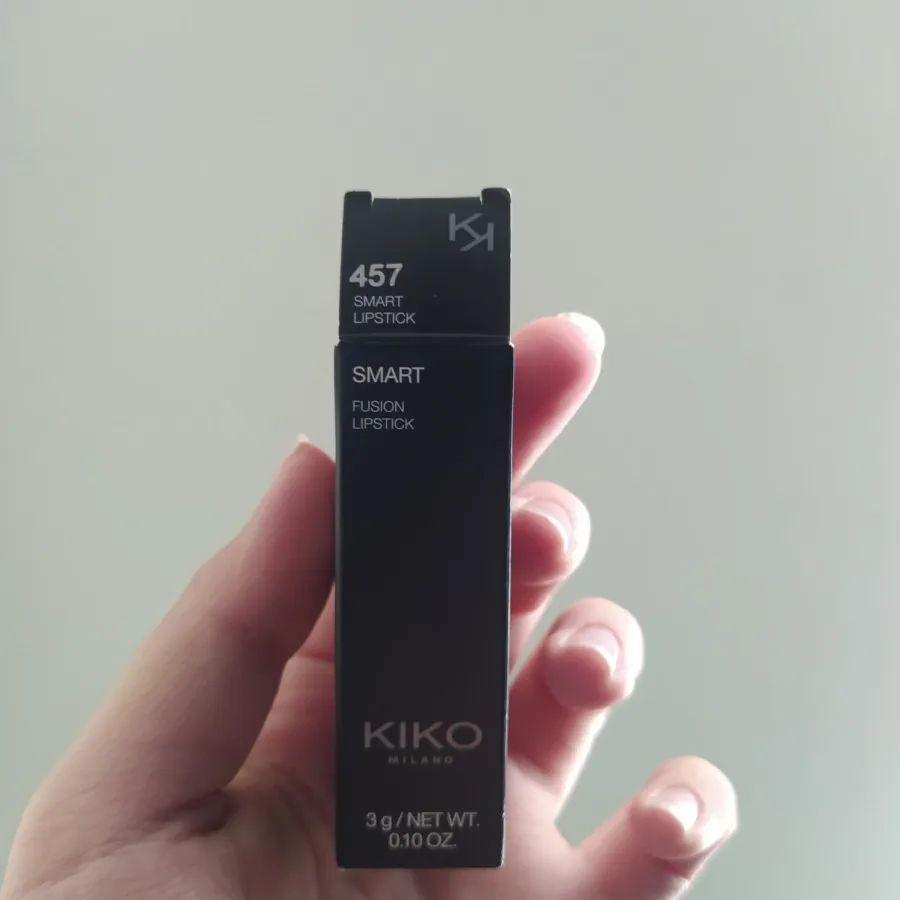 KK
457
SMART
LIPSTICK
SMART
FUSION
LIPSTICK
KIKO
MILANO
3 g / NET WT.
0.10 OZ.